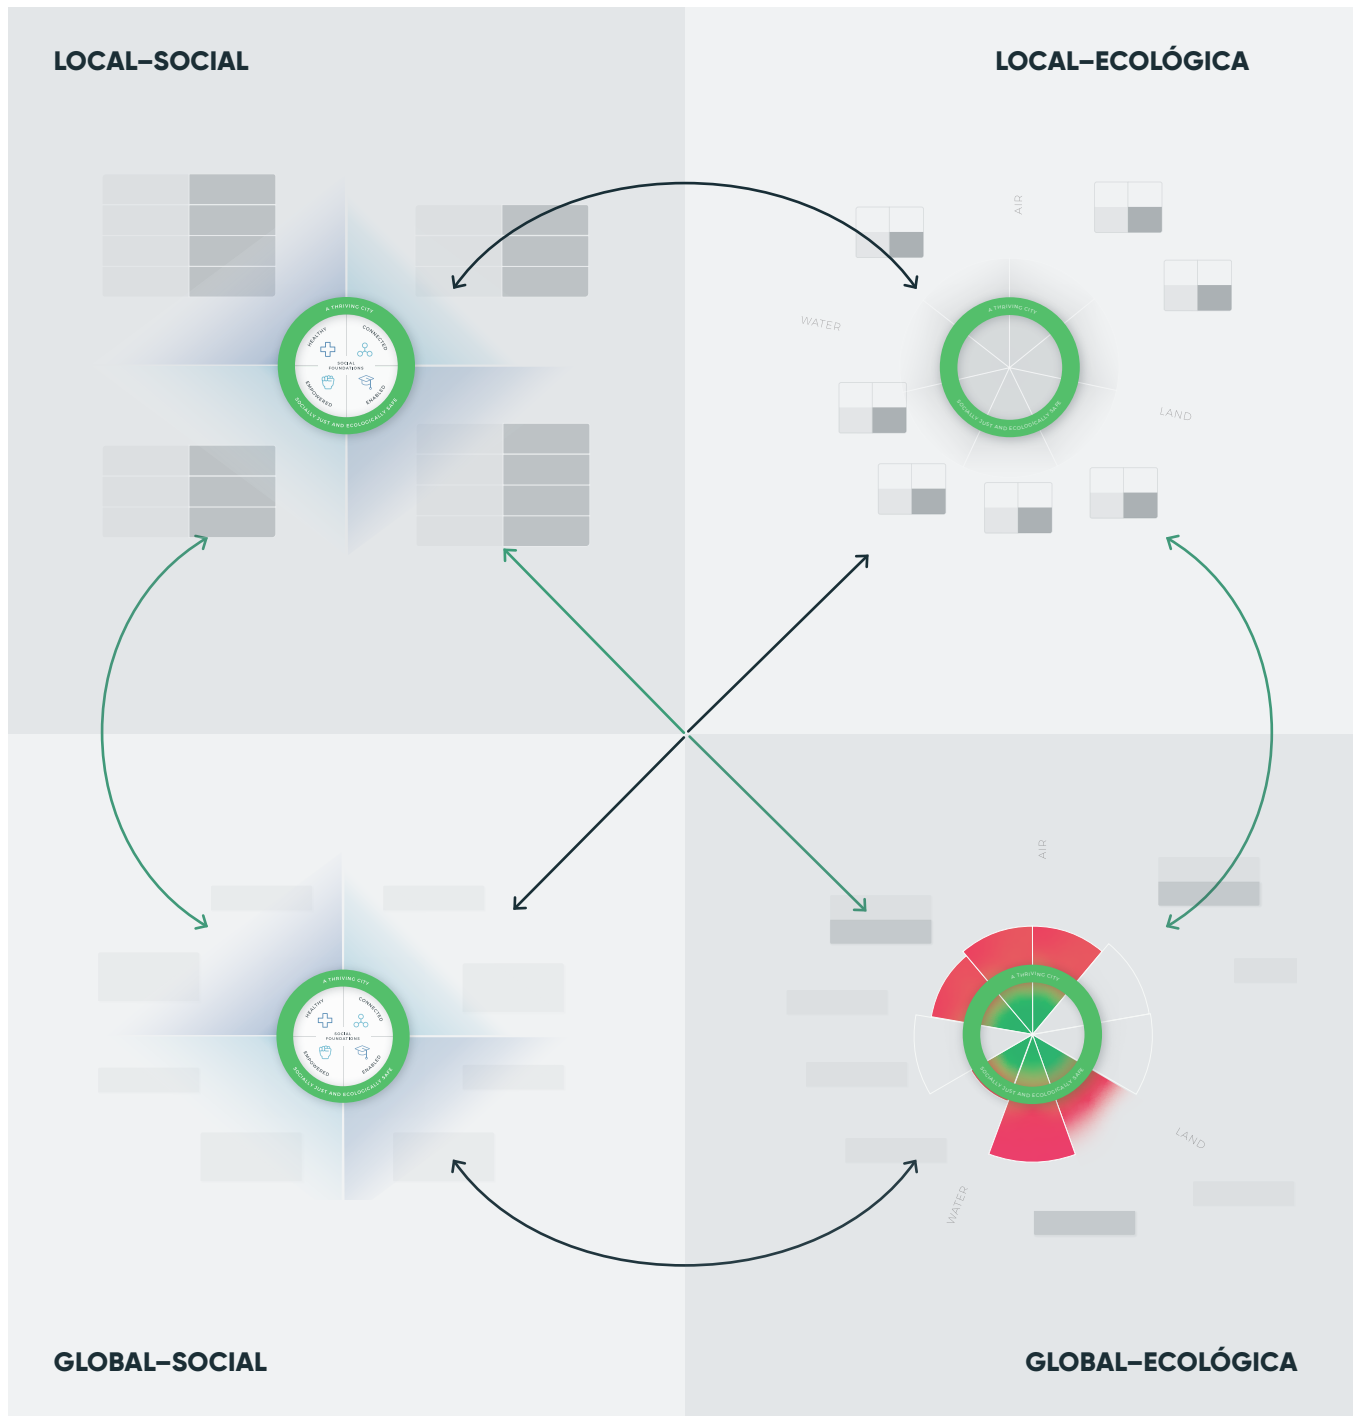 LOCAL–SOCIAL
LOCAL–ECOLÓGICA
A THRIVING CITY
HEALTHY
CONNECTED
SOCIAL
FOUNDATIONS
EMPOWERED
ENABLED
SOCIALLY JUST AND ECOLOGICALLY SAFE
AIR
WATER
A THRIVING CITY
SOCIALLY JUST AND ECOLOGICALLY SAFE
LAND
A THRIVING CITY
HEALTHY
CONNECTED
SOCIAL
FOUNDATIONS
EMPOWERED
ENABLED
SOCIALLY JUST AND ECOLOGICALLY SAFE
AIR
A THRIVING CITY
SOCIALLY JUST AND ECOLOGICALLY SAFE
LAND
WATER
GLOBAL–SOCIAL
GLOBAL–ECOLÓGICA